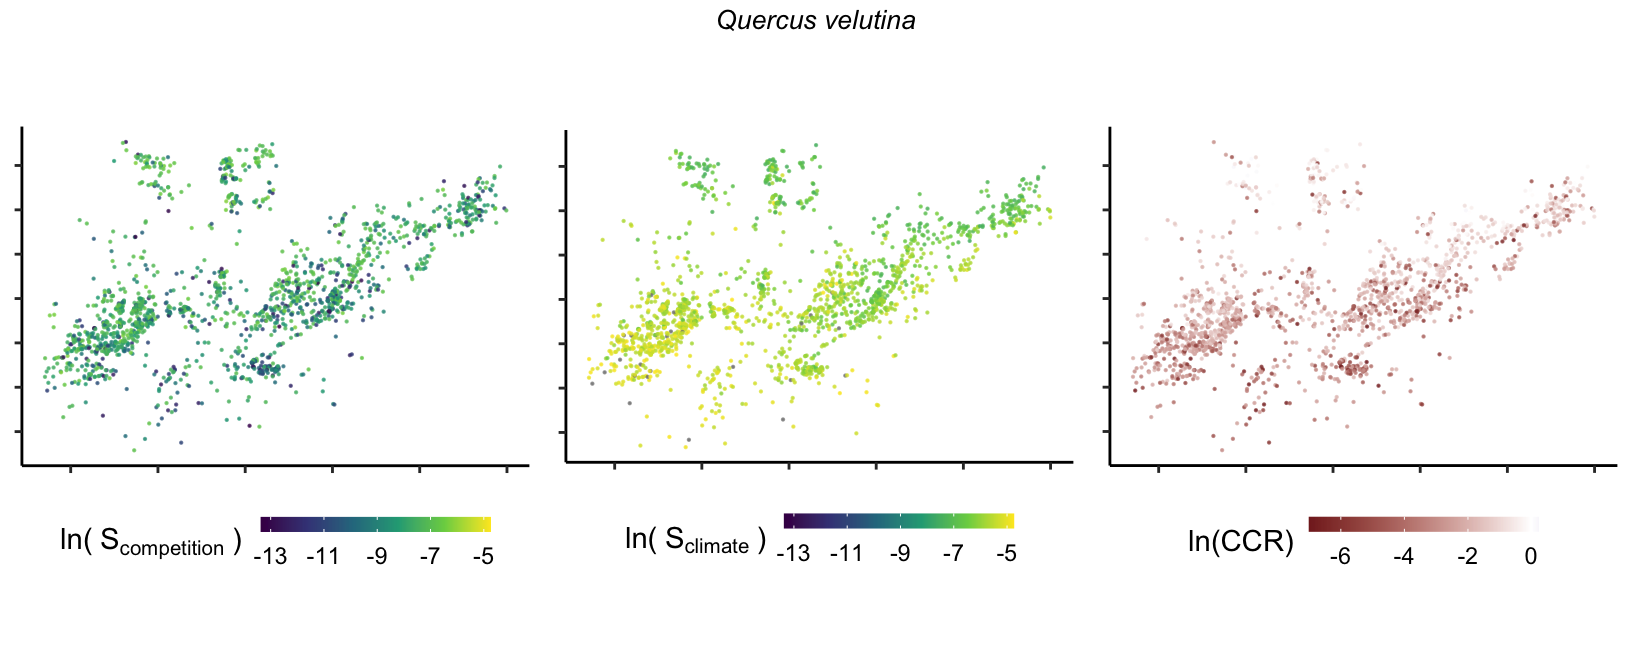 Quercus velutina
ln( Scompetition )
-13 -11 -9 -7 -5
ln( Sclimate )
-13 -11 -9 -7 -5
ln(CCR)
-6 -4 -2 0